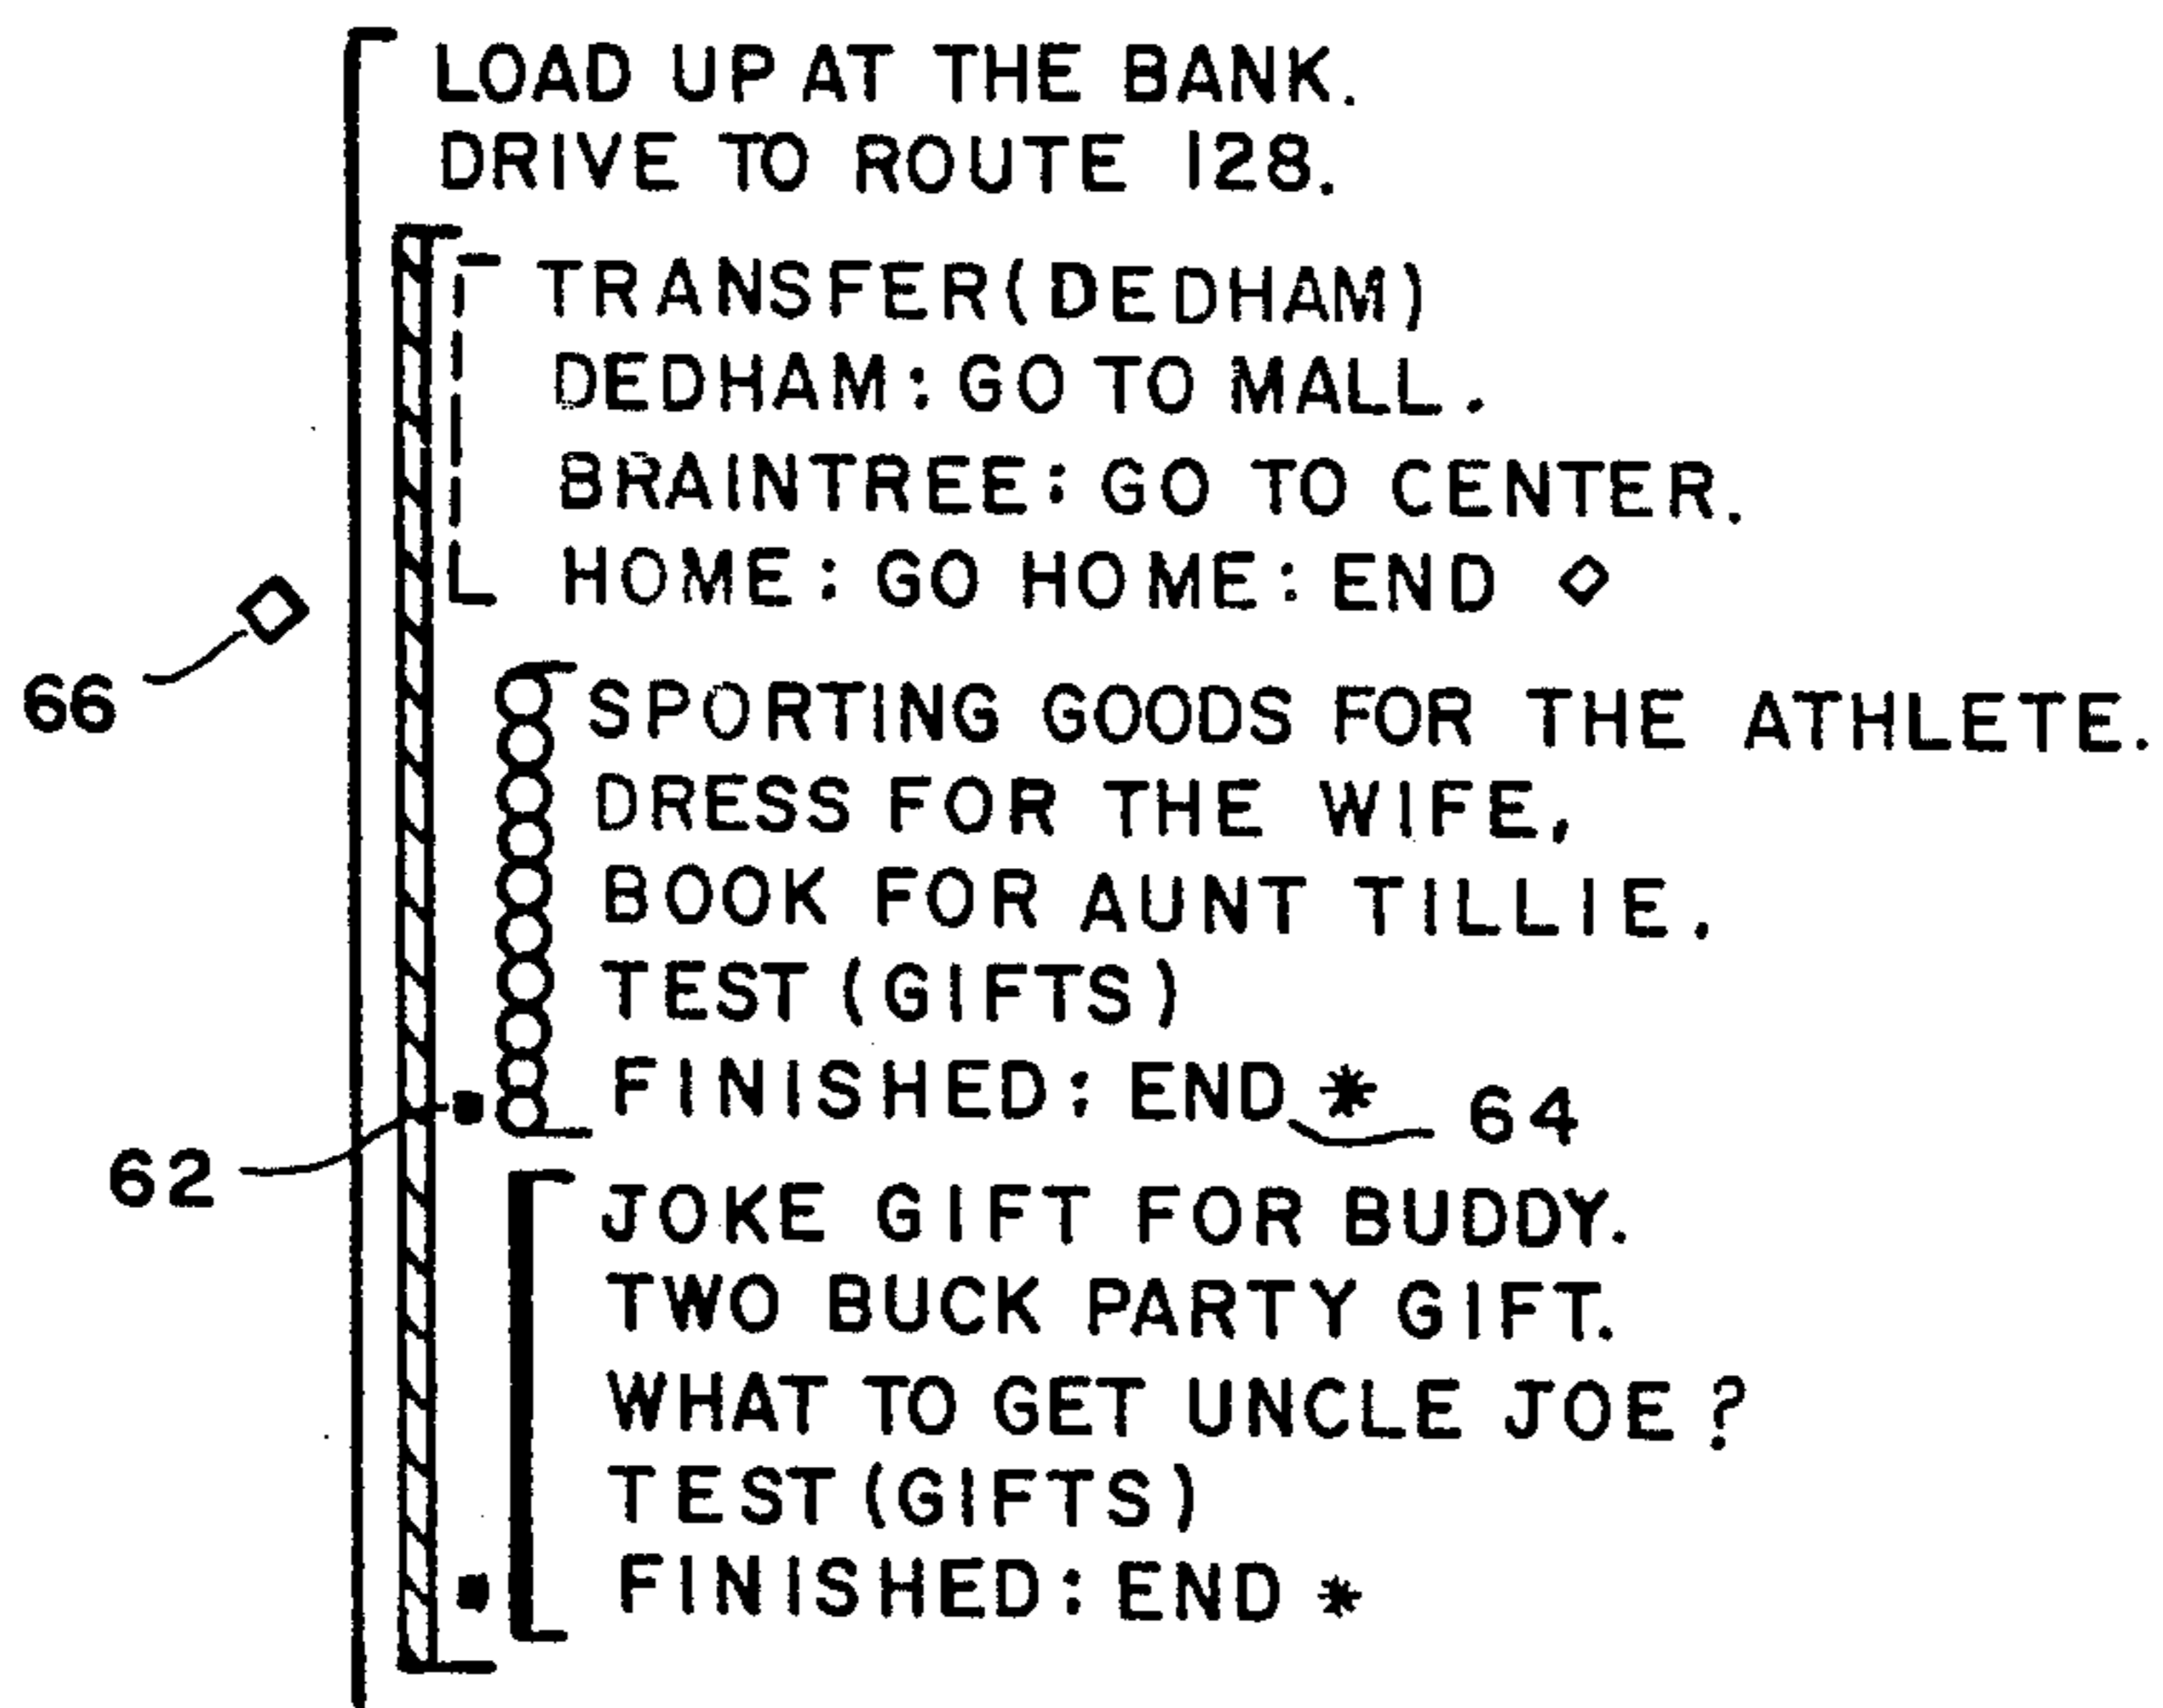 LOAD UP AT THE BANK.
DRIVE TO ROUTE 128.
TRANSFER(DEDHAM)
DEDHAM: GO TO MALL.
BRAINTREE: GO TO CENTER.
HOME: GO HOME: END ◇
66
SPORTING GOODS FOR THE ATHLETE.
DRESS FOR THE WIFE,
BOOK FOR AUNT TILLIE.
TEST (GIFTS)
FINISHED: END * 64
62
JOKE GIFT FOR BUDDY.
TWO BUCK PARTY GIFT.
WHAT TO GET UNCLE JOE?
TEST (GIFTS)
FINISHED: END *